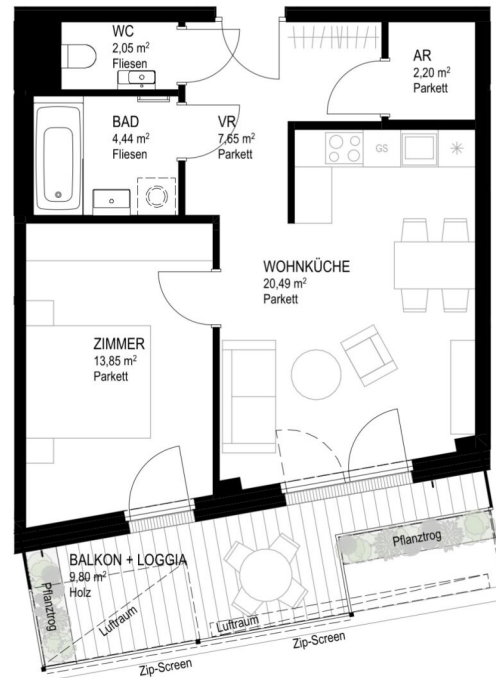 WC
2,05 m²
Fliesen
AR
2,20 m²
Parkett
BAD
4,44 m²
Fliesen
VR
7,65 m²
Parkett
GS
WOHNKÜCHE
20,49 m²
Parkett
ZIMMER
13,85 m²
Parkett
BALKON + LOGGIA
9,80 m²
Holz
Pflanztrog
Pflanztrog
Luftraum
Luftraum
Zip-Screen
Zip-Screen